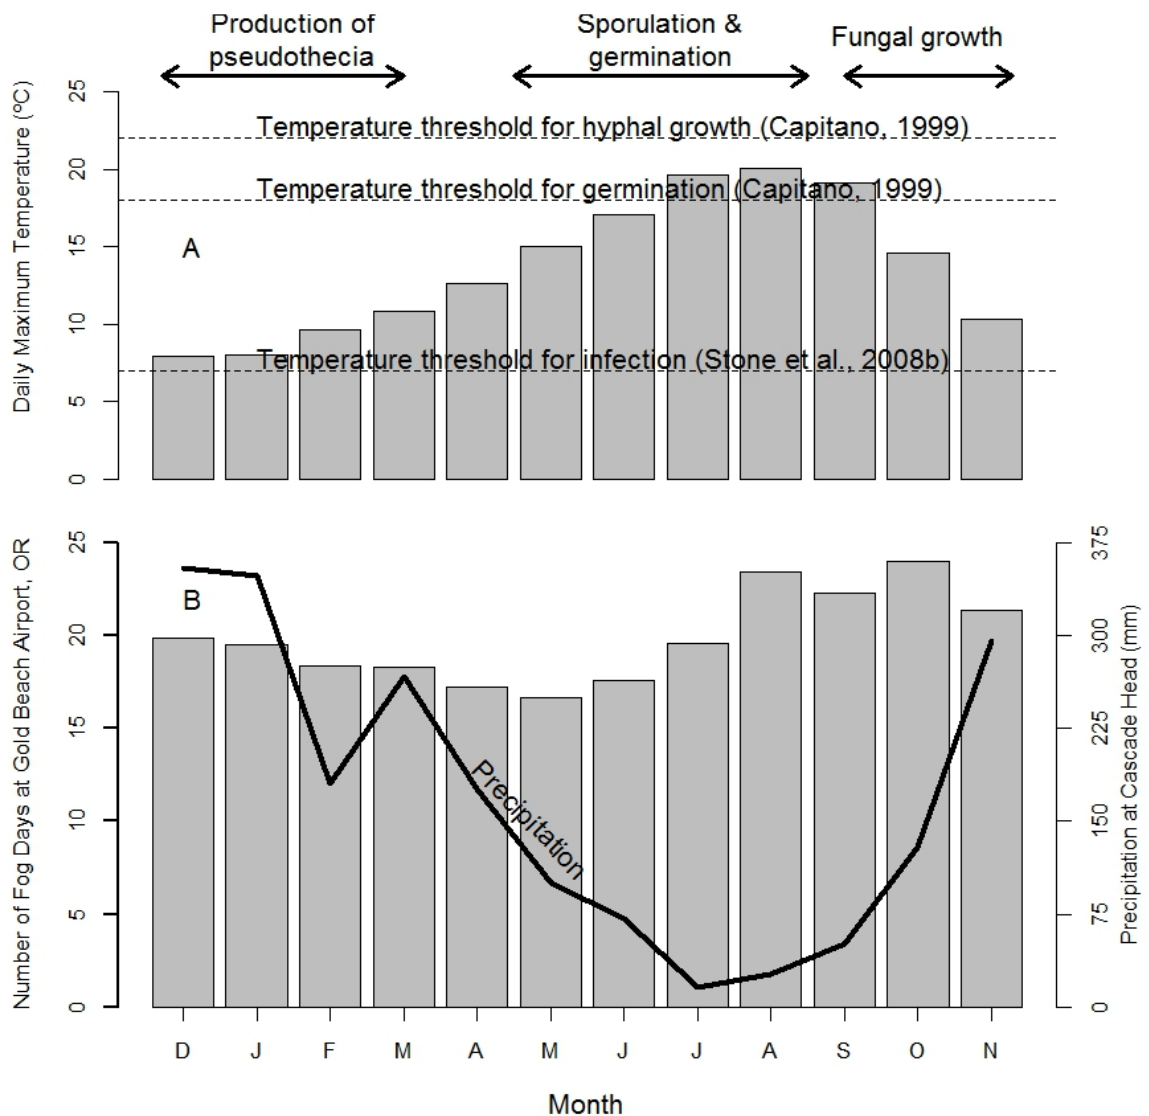 Production of
pseudothecia
Sporulation &
germination
Fungal growth
Daily Maximum Temperature (ºC)
25
20
15
10
5
0
Temperature threshold for hyphal growth (Capitano, 1999)
Temperature threshold for germination (Capitano, 1999)
A
Temperature threshold for infection (Stone et al., 2008b)
Number of Fog Days at Gold Beach Airport, OR
25
20
15
10
5
0
B
Precipitation
375
300
225
150
75
0
Precipitation at Cascade Head (mm)
D J F M A M J J A S O N
Month